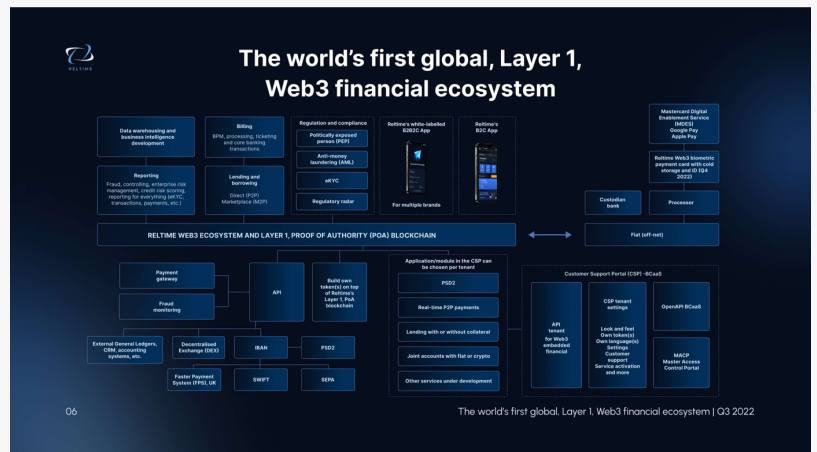 RELTIME
The world's first global, Layer 1,
Web3 financial ecosystem
Data warehousing and
business intelligence
development
Billing
BPM, processing, ticketing
and core banking
transactions
Regulation and compliance
Politically exposed
person (PEP)
Anti-money
laundering (AML)
eKYC
Regulatory radar
Reltime's white-labelled
B2B2C App
For multiple brands
Reltime's
B2C App
Mastercard Digital
Enablement Service
(MDES)
Google Pay
Apple Pay
Reltime Web3 biometric
payment card with cold
storage and ID (Q4
2022)
Reporting
Fraud, controlling, enterprise risk
management, credit risk scoring,
reporting for everything (eKYC,
transactions, payments, etc.)
Lending and
borrowing
Direct (P2P)
Marketplace (M2P)
Custodian
bank
Processor
RELTIME WEB3 ECOSYSTEM AND LAYER 1, PROOF OF AUTHORITY (POA) BLOCKCHAIN
Fiat (off-net)
Payment
gateway
Fraud
monitoring
API
Build own
token(s) on top
of Reltime's
Layer 1, PoA
blockchain
External General Ledgers,
CRM, accounting
systems, etc.
Decentralised
Exchange (DEX)
IBAN
PSD2
Faster Payment
System (FPS), UK
SWIFT
SEPA
Application/module in the CSP can
be chosen per tenant
PSD2
Real-time P2P payments
Lending with or without collateral
Joint accounts with fiat or crypto
Other services under development
Customer Support Portal (CSP) -BCaaS
API
tenant
for Web3
embedded
financial
CSP tenant
settings
Look and feel
Own token(s)
Own language(s)
Settings
Customer
support
Service activation
and more
OpenAPI BCaaS
MACP
Master Access
Control Portal
06
The world's first global, Layer 1, Web3 financial ecosystem | Q3 2022